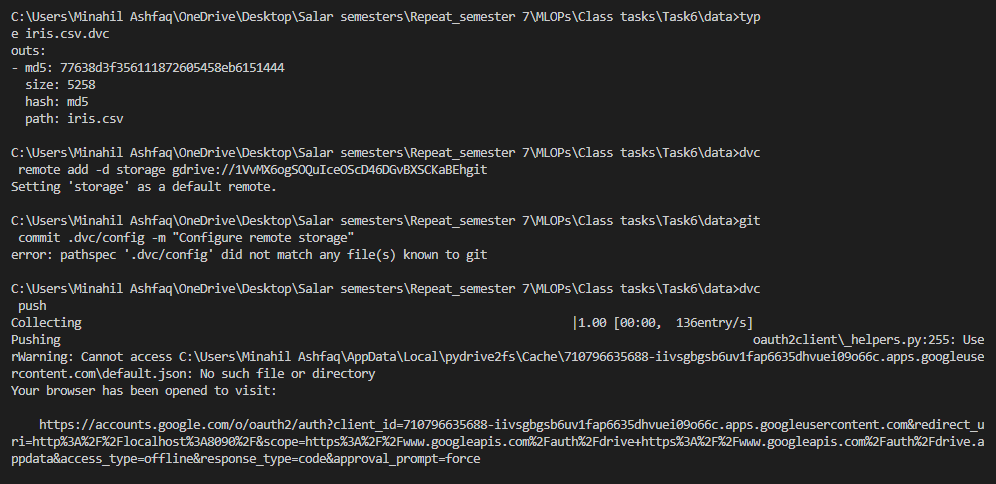 C:\Users\Minahil Ashfaq\OneDrive\Desktop\Salar semesters\Repeat_semester 7\MLOPs\Class tasks\Task6\data>typ
e iris.csv.dvc
outs:
- md5: 77638d3f356111872605458eb6151444
  size: 5258
  hash: md5
  path: iris.csv

C:\Users\Minahil Ashfaq\OneDrive\Desktop\Salar semesters\Repeat_semester 7\MLOPs\Class tasks\Task6\data>dvc
 remote add -d storage gdrive://1VvMX6ogSOQuIceOScD46DGvBXSCKaBEhgit
Setting 'storage' as a default remote.

C:\Users\Minahil Ashfaq\OneDrive\Desktop\Salar semesters\Repeat_semester 7\MLOPs\Class tasks\Task6\data>git
 commit .dvc/config -m "Configure remote storage"
error: pathspec '.dvc/config' did not match any file(s) known to git

C:\Users\Minahil Ashfaq\OneDrive\Desktop\Salar semesters\Repeat_semester 7\MLOPs\Class tasks\Task6\data>dvc
 push
Collecting |1.00 [00:00,  136entry/s]
Pushing oauth2client\_helpers.py:255: Use
rWarning: Cannot access C:\Users\Minahil Ashfaq\AppData\Local\pydrive2fs\Cache\710796635688-iivsgbgsb6uv1fap6635dhvuei09o66c.apps.googleuse
rcontent.com\default.json: No such file or directory
Your browser has been opened to visit:

    https://accounts.google.com/o/oauth2/auth?client_id=710796635688-iivsgbgsb6uv1fap6635dhvuei09o66c.apps.googleusercontent.com&redirect_u
ri=http%3A%2F%2Flocalhost%3A8090%2F&scope=https%3A%2F%2Fwww.googleapis.com%2Fauth%2Fdrive+https%3A%2F%2Fwww.googleapis.com%2Fauth%2Fdrive.a
ppdata&access_type=offline&response_type=code&approval_prompt=force